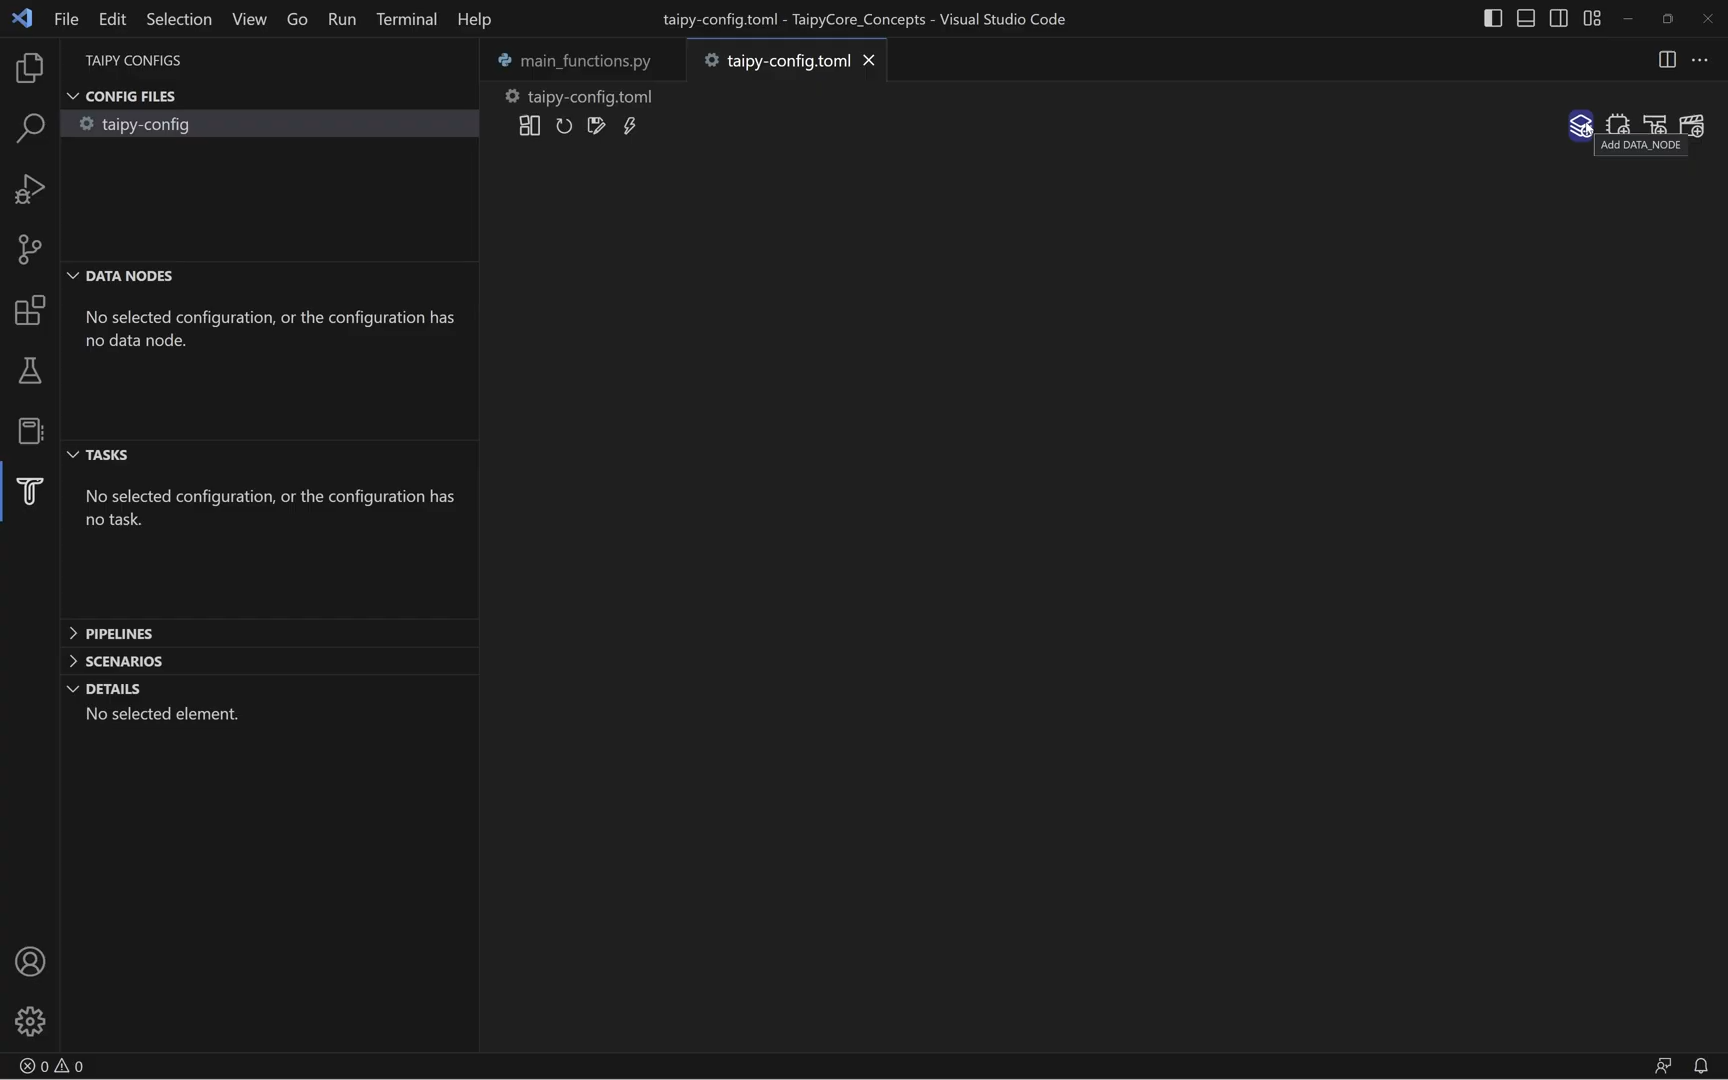 File Edit Selection View Go Run Terminal Help
taipy-config.toml - TaipyCore_Concepts - Visual Studio Code
TAIPY CONFIGS
CONFIG FILES
taipy-config
DATA NODES
No selected configuration, or the configuration has
no data node.
TASKS
No selected configuration, or the configuration has
no task.
PIPELINES
SCENARIOS
DETAILS
No selected element.
main_functions.py
taipy-config.toml
taipy-config.toml
Add DATA_NODE
0 0